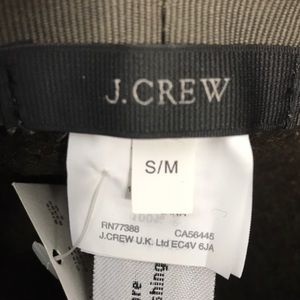 J.CREW
S/M
RN77388 CA56445
J.CREW U.K. Ltd EC4V 6JA